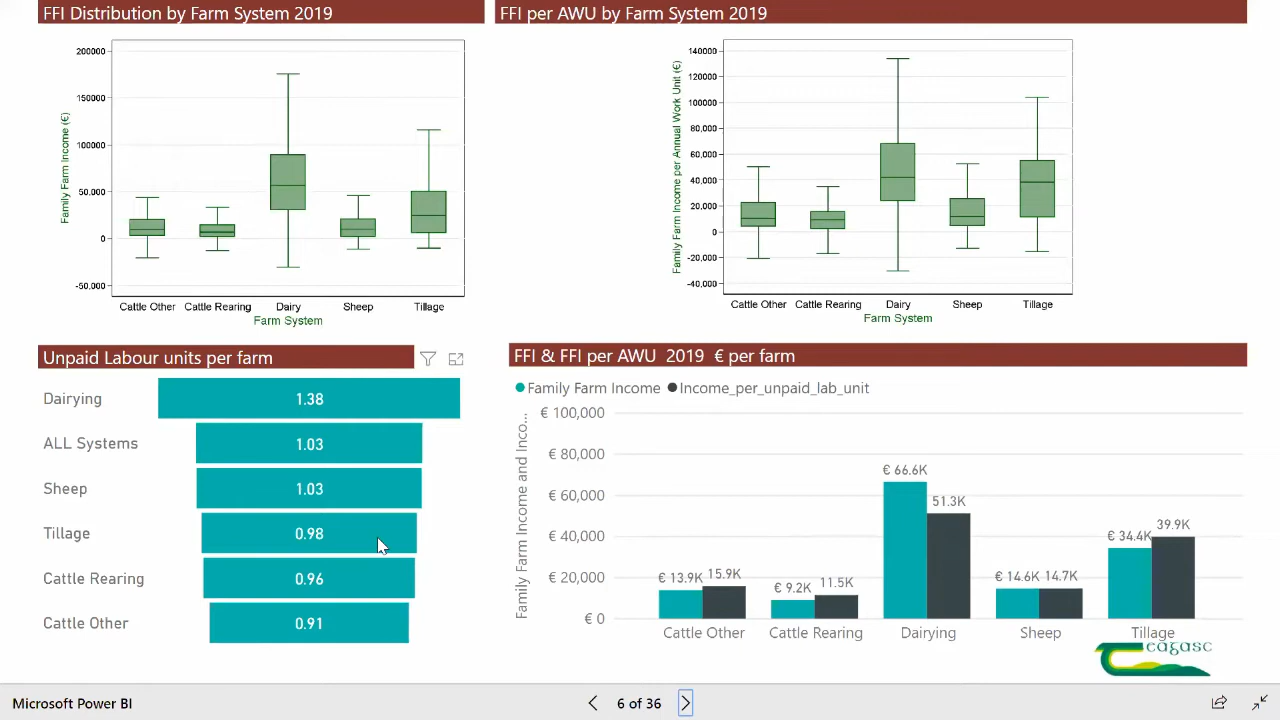 FFI Distribution by Farm System 2019
200000
150000
100000
50.000
0
-50.000
Family Farm Income (€)
Cattle Other Cattle Rearing Dairy Sheep Tillage
Farm System
FFI per AWU by Farm System 2019
140000
120000
100000
80,000
60,000
40,000
20,000
0
-20,000
-40,000
Family Farm Income per Annual Work Unit (€)
Cattle Other Cattle Rearing Dairy Sheep Tillage
Farm System
Unpaid Labour units per farm
Dairying 1.38
ALL Systems 1.03
Sheep 1.03
Tillage 0.98
Cattle Rearing 0.96
Cattle Other 0.91
FFI & FFI per AWU 2019 € per farm
Family Farm Income Income_per_unpaid_lab_unit
Family Farm Income and Inco...
€ 100,000
€ 80,000
€ 60,000
€ 40,000
€ 20,000
€ 0
€ 13.9K 15.9K
€ 9.2K 11.5K
€ 66.6K 51.3K
€ 14.6K 14.7K
€ 34.4K 39.9K
Cattle Other Cattle Rearing Dairying Sheep Tillage
eagasc
Microsoft Power BI
6 of 36